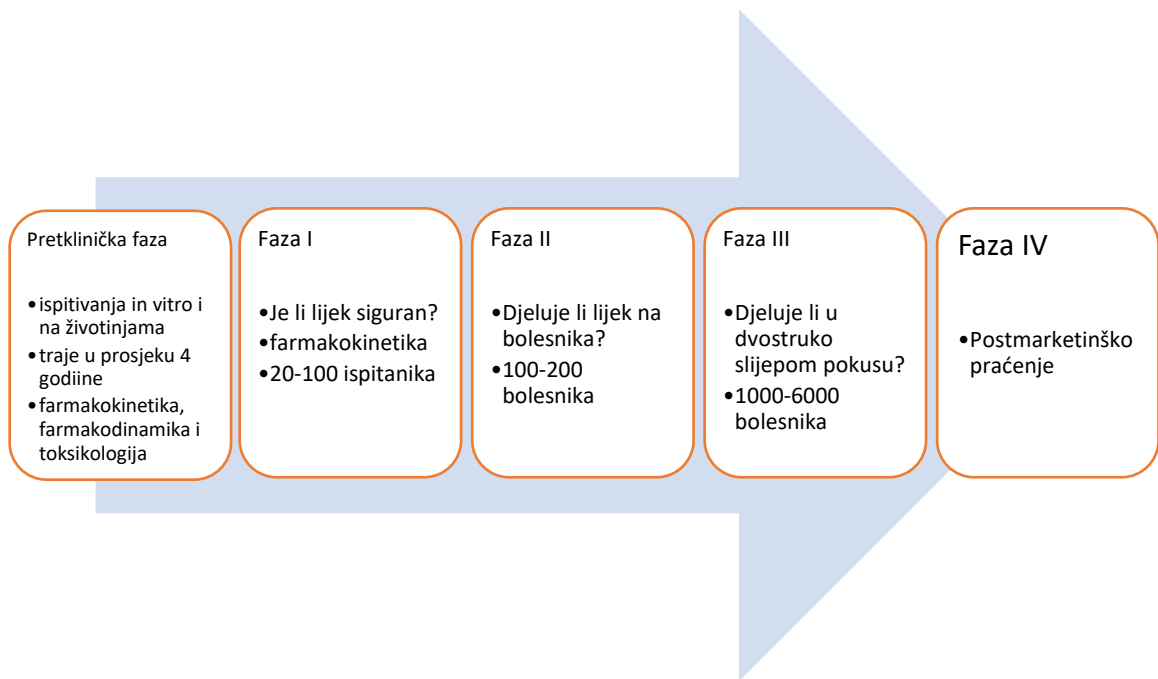 Pretklinička faza
•ispitivanja in vitro i
na životinjama
•traje u prosjeku 4
godiine
•farmakokinetika,
farmakodinamika i
toksikologija
Faza I
•Je li lijek siguran?
•farmakokinetika
•20-100 ispitanika
Faza II
•Djeluje li lijek na
bolesnika?
•100-200
bolesnika
Faza III
•Djeluje li u
dvostruko
slijepom pokusu?
•1000-6000
bolesnika
Faza IV
•Postmarketinško
praćenje